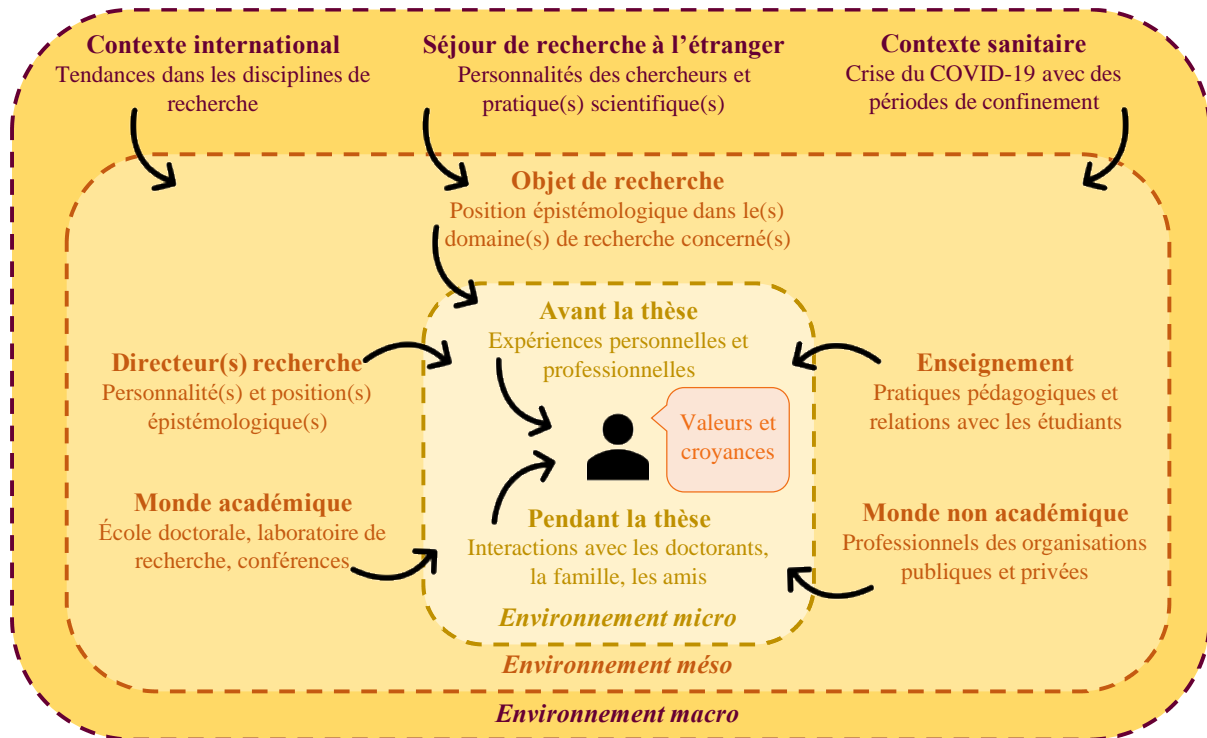 Contexte international
Tendances dans les disciplines de
recherche
Séjour de recherche à l’étranger
Personnalités des chercheurs et
pratique(s) scientifique(s)
Contexte sanitaire
Crise du COVID-19 avec des
périodes de confinement
Objet de recherche
Position épistémologique dans le(s)
domaine(s) de recherche concerné(s)
Directeur(s) recherche
Personnalité(s) et position(s)
épistémologique(s)
Avant la thèse
Expériences personnelles et
professionnelles
Enseignement
Pratiques pédagogiques et
relations avec les étudiants
Valeurs et
croyances
Monde académique
École doctorale, laboratoire de
recherche, conférences
Pendant la thèse
Interactions avec les doctorants,
la famille, les amis
Monde non académique
Professionnels des organisations
publiques et privées
Environnement micro
Environnement méso
Environnement macro